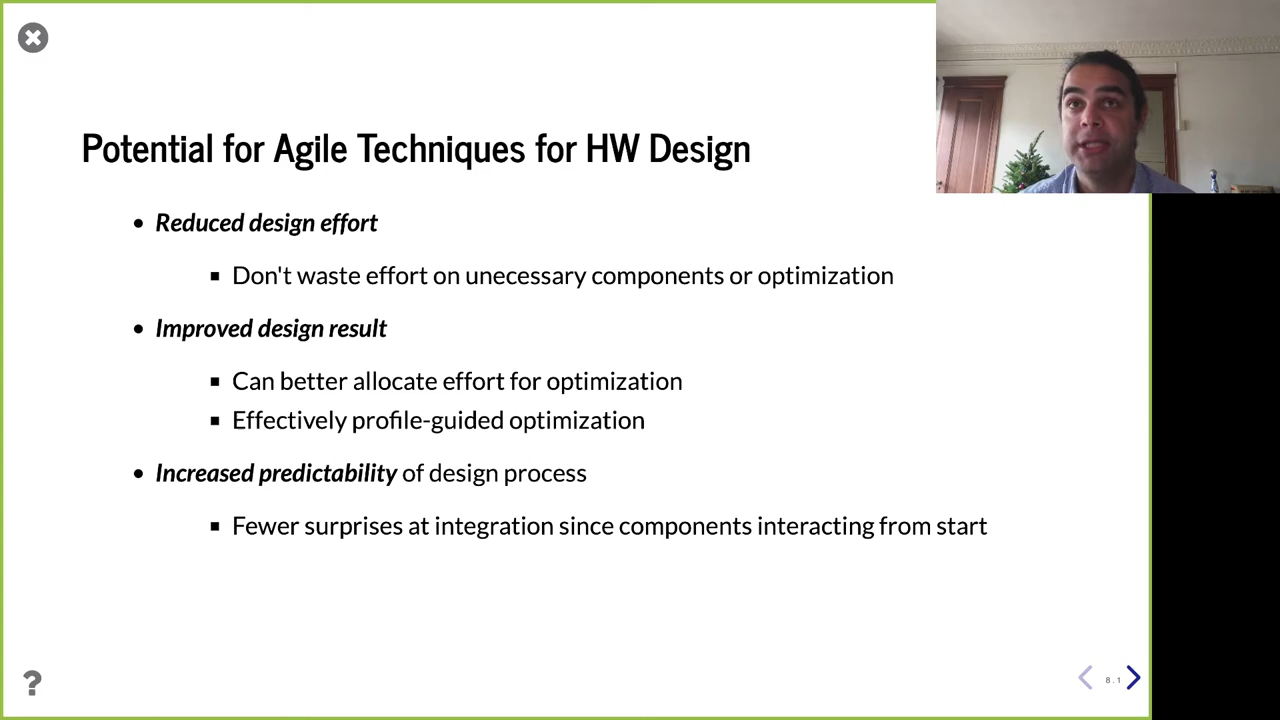 Potential for Agile Techniques for HW Design
• Reduced design effort
▪ Don't waste effort on unecessary components or optimization
• Improved design result
▪ Can better allocate effort for optimization
▪ Effectively profile-guided optimization
• Increased predictability of design process
▪ Fewer surprises at integration since components interacting from start
?
8.1